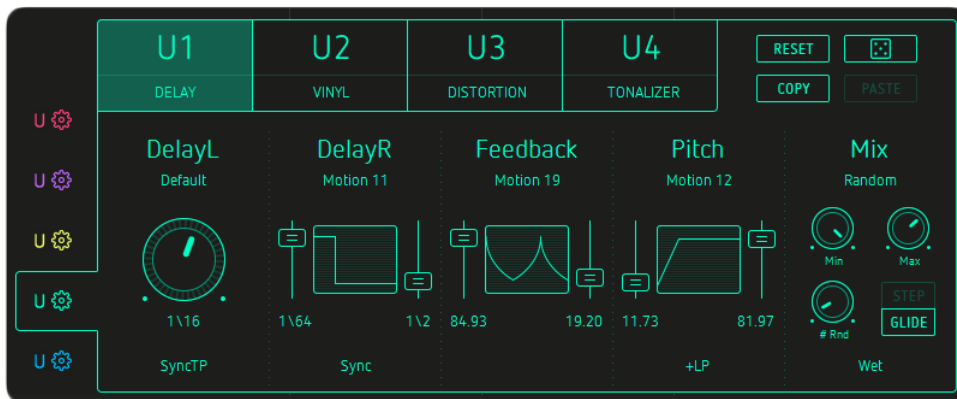 U1
U2
U3
U4
RESET
DELAY
VINYL
DISTORTION
TONALIZER
COPY
PASTE
U
U
U
U
U
DelayL
DelayR
Feedback
Pitch
Mix
Default
Motion 11
Motion 19
Motion 12
Random
Min
Max
STEP
GLIDE
# Rnd
1\16
1\64
1\2
84.93
19.20
11.73
81.97
SyncTP
Sync
+LP
Wet